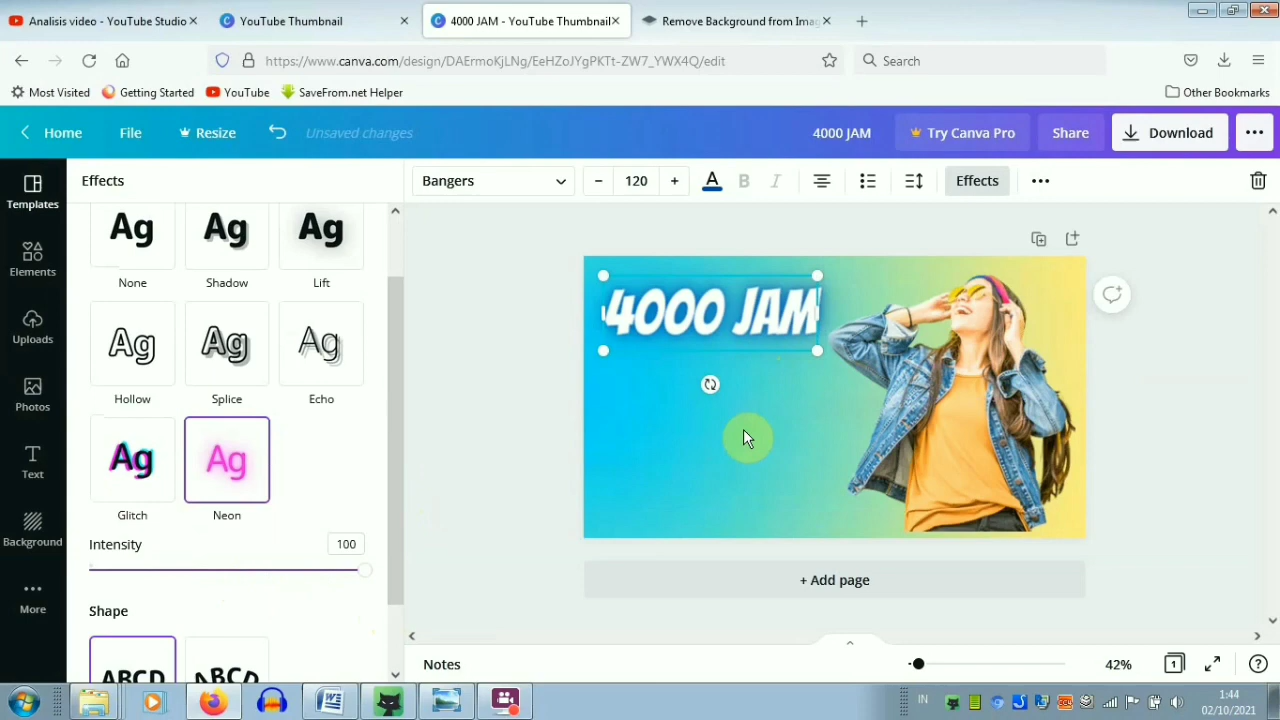 Analisis video - YouTube Studio
YouTube Thumbnail
4000 JAM - YouTube Thumbnail
Remove Background from Imag
https://www.canva.com/design/DAErmoKjLNg/EeHZoJYgPKTt-ZW7_YWX4Q/edit
Search
Most Visited
Getting Started
YouTube
SaveFrom.net Helper
Other Bookmarks
Home
File
Resize
Unsaved changes
4000 JAM
Try Canva Pro
Share
Download
Templates
Elements
Uploads
Photos
Text
Background
More
Effects
Bangers
120
A
B
I
Effects
Ag
Ag
Ag
None
Shadow
Lift
Ag
Ag
Ag
Hollow
Splice
Echo
Ag
Ag
Glitch
Neon
Intensity
100
Shape
ABCD
ABCD
4000 JAM
+ Add page
Notes
42%
1
IN
1:44
02/10/2021